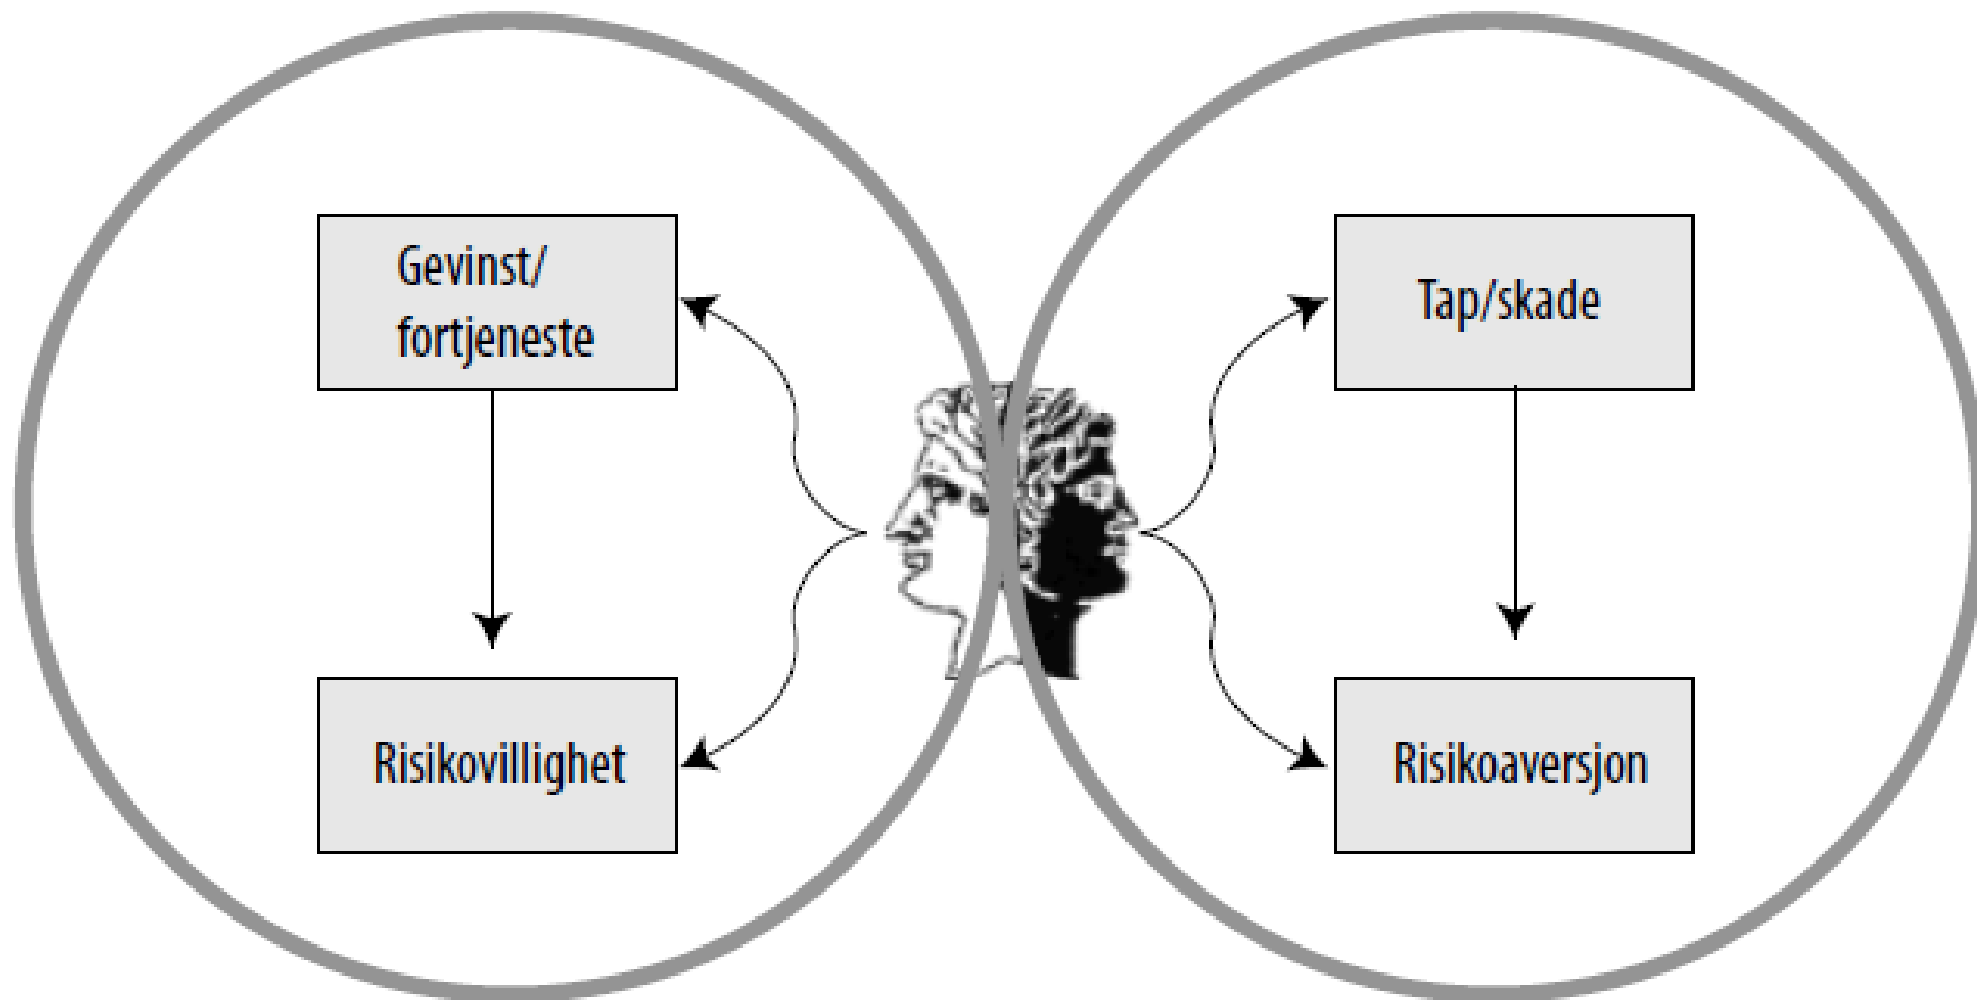 Gevinst/
fortjeneste
Tap/skade
Risikovillighet
Risikoaversjon